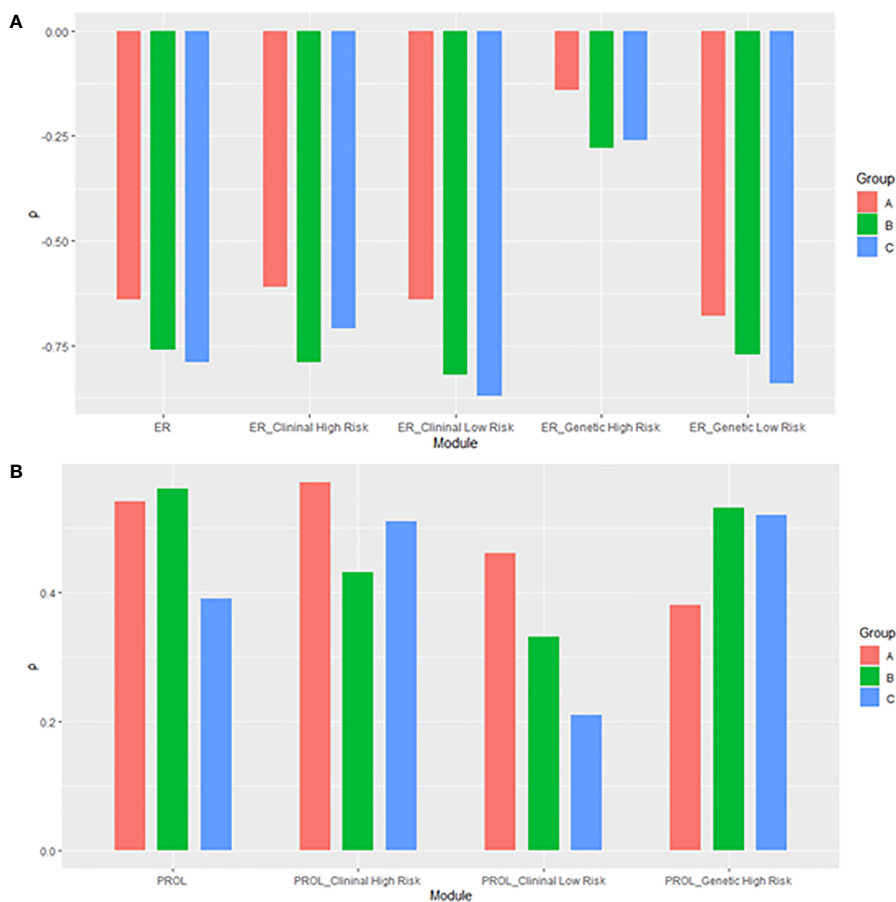 A
0.00
-0.25
-0.50
-0.75
ρ
ER
ER_Clininal High Risk
ER_Clininal Low Risk
ER_Genetic High Risk
ER_Genetic Low Risk
Module
Group
A
B
C
B
0.4
0.2
0.0
ρ
PROL
PROL_Clininal High Risk
PROL_Clininal Low Risk
PROL_Genetic High Risk
Module
Group
A
B
C